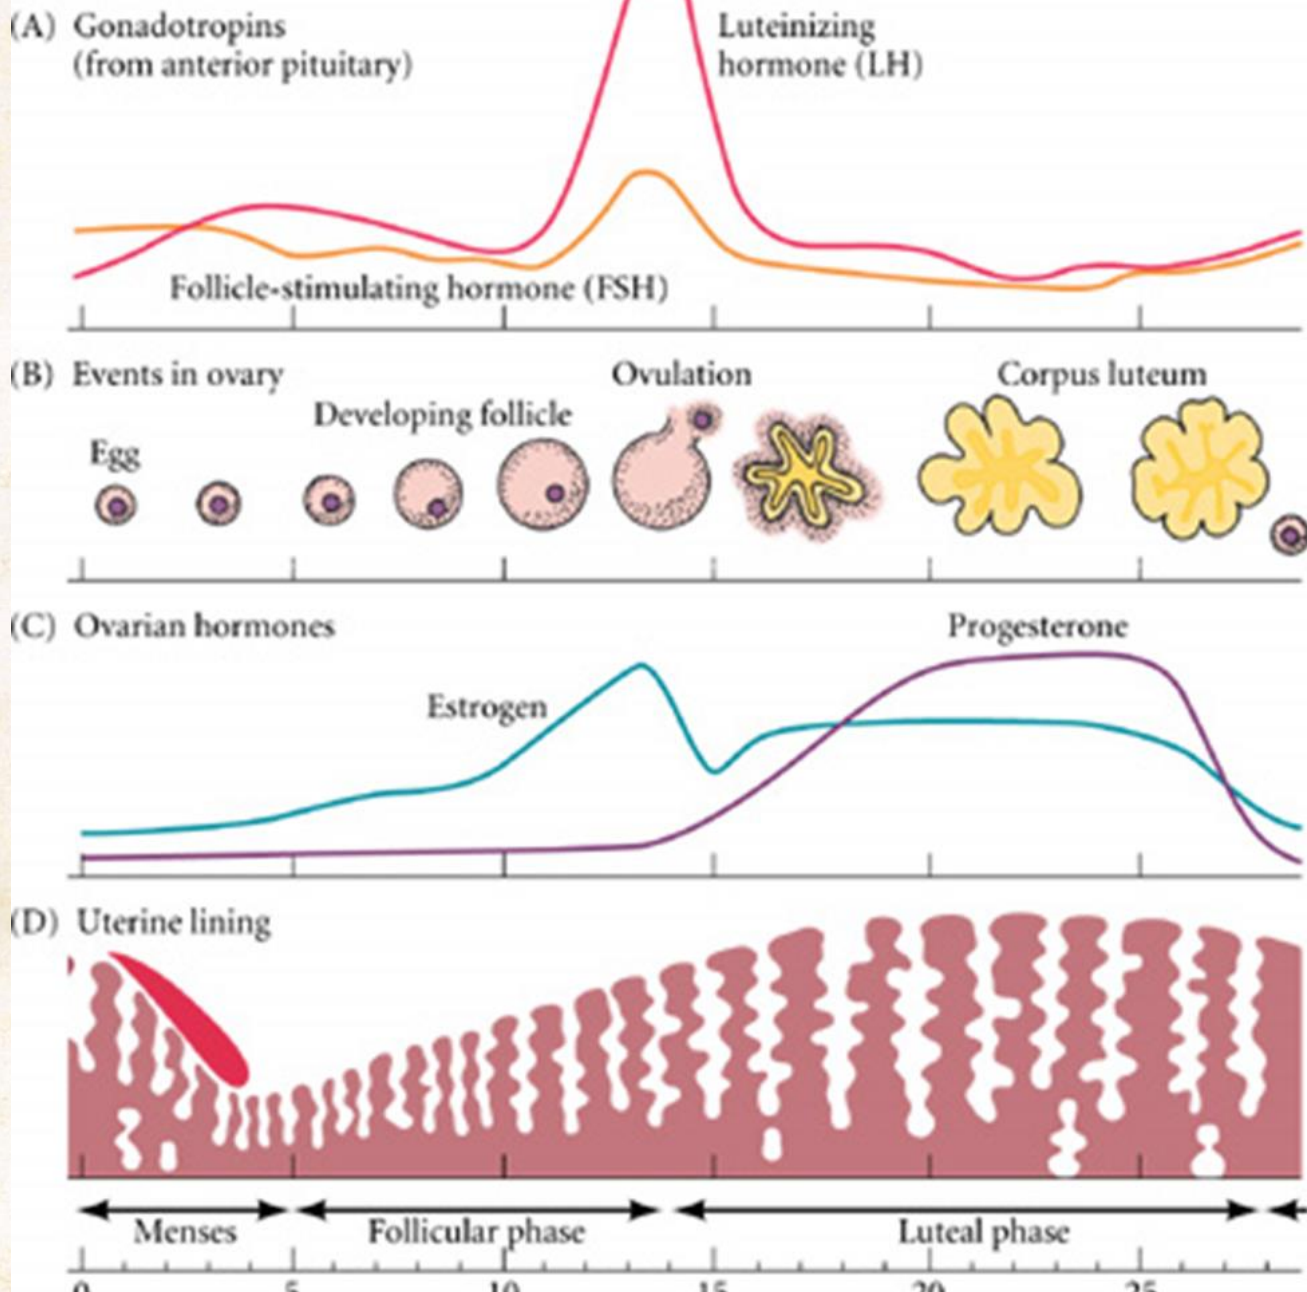 (A) Gonadotropins
(from anterior pituitary)
Luteinizing
hormone (LH)
Follicle-stimulating hormone (FSH)
(B) Events in ovary
Ovulation
Corpus luteum
Developing follicle
Egg
(C) Ovarian hormones
Progesterone
Estrogen
(D) Uterine lining
Menses
Follicular phase
Luteal phase
0 5 10 15 20 25